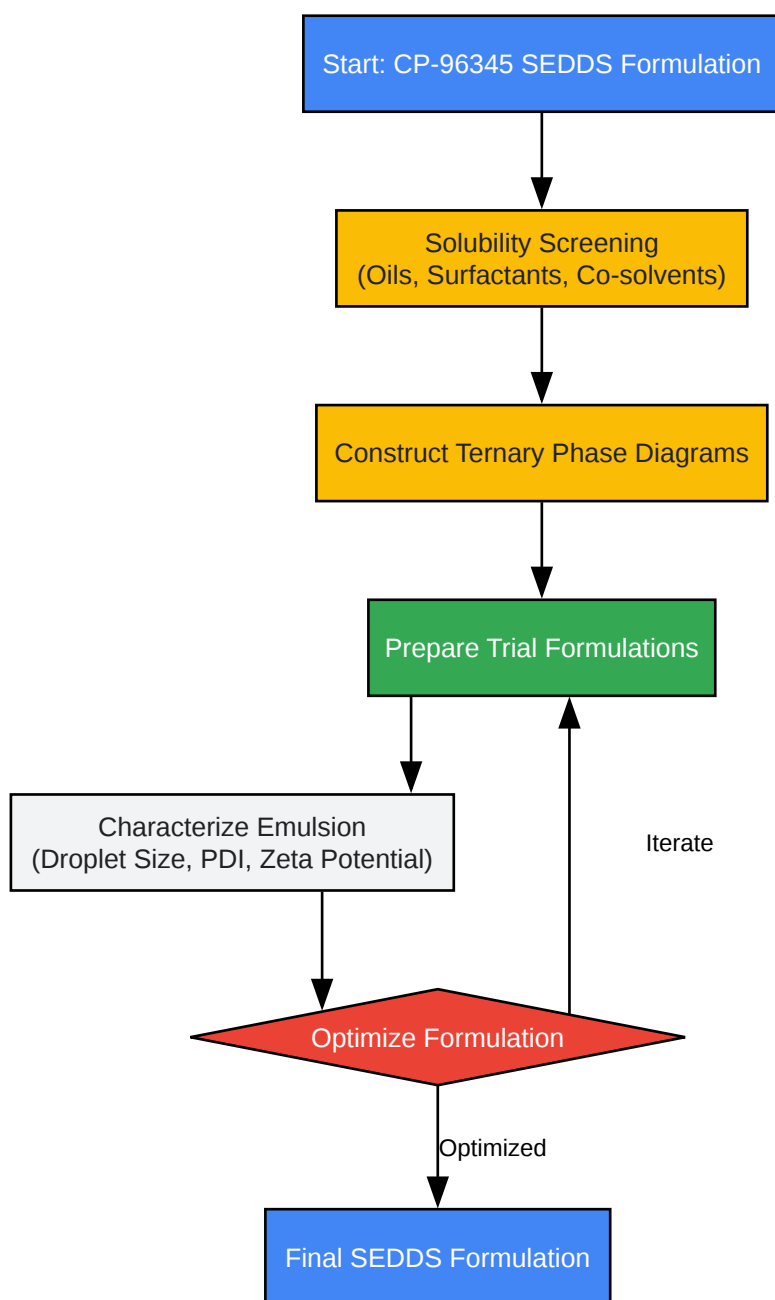 Start: CP-96345 SEDDS Formulation
Solubility Screening
(Oils, Surfactants, Co-solvents)
Construct Ternary Phase Diagrams
Prepare Trial Formulations
Characterize Emulsion
(Droplet Size, PDI, Zeta Potential)
Iterate
Optimize Formulation
Optimized
Final SEDDS Formulation